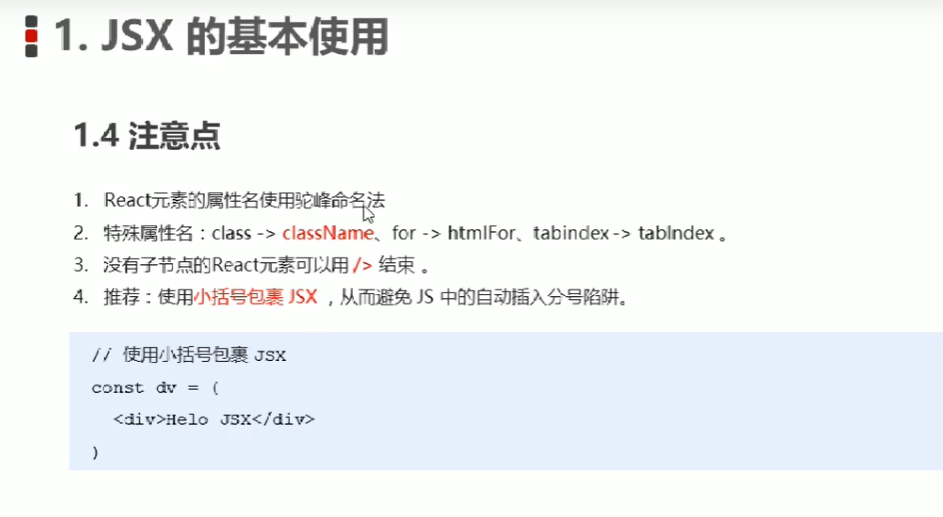 1. JSX 的基本使用
1.4 注意点
1. React元素的属性名使用驼峰命名法
2. 特殊属性名：class -> className、for -> htmlFor、tabindex -> tabIndex 。
3. 没有子节点的React元素可以用 /> 结束 。
4. 推荐：使用小括号包裹 JSX ，从而避免 JS 中的自动插入分号陷阱。
// 使用小括号包裹 JSX
const dv = (
<div>Helo JSX</div>
)